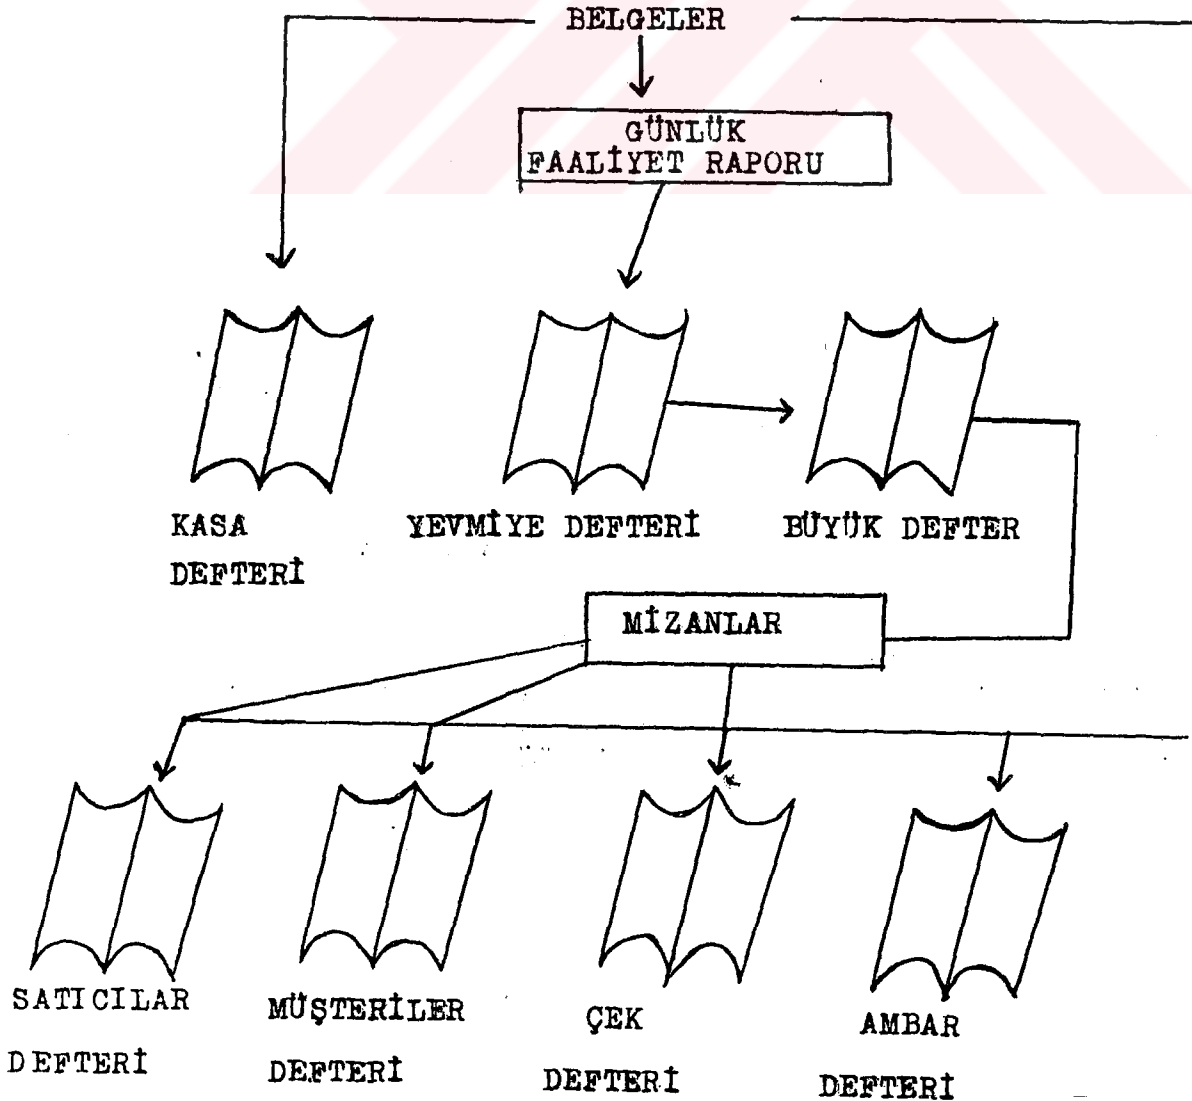 BELGELER
GÜNLÜK
FAALİYET RAPORU
KASA
DEFTERİ
YEVMİYE DEFTERİ
BÜYÜK DEFTER
MİZANLAR
SATICILAR
DEFTERİ
MÜŞTERİLER
DEFTERİ
ÇEK
DEFTERİ
AMBAR
DEFTERİ